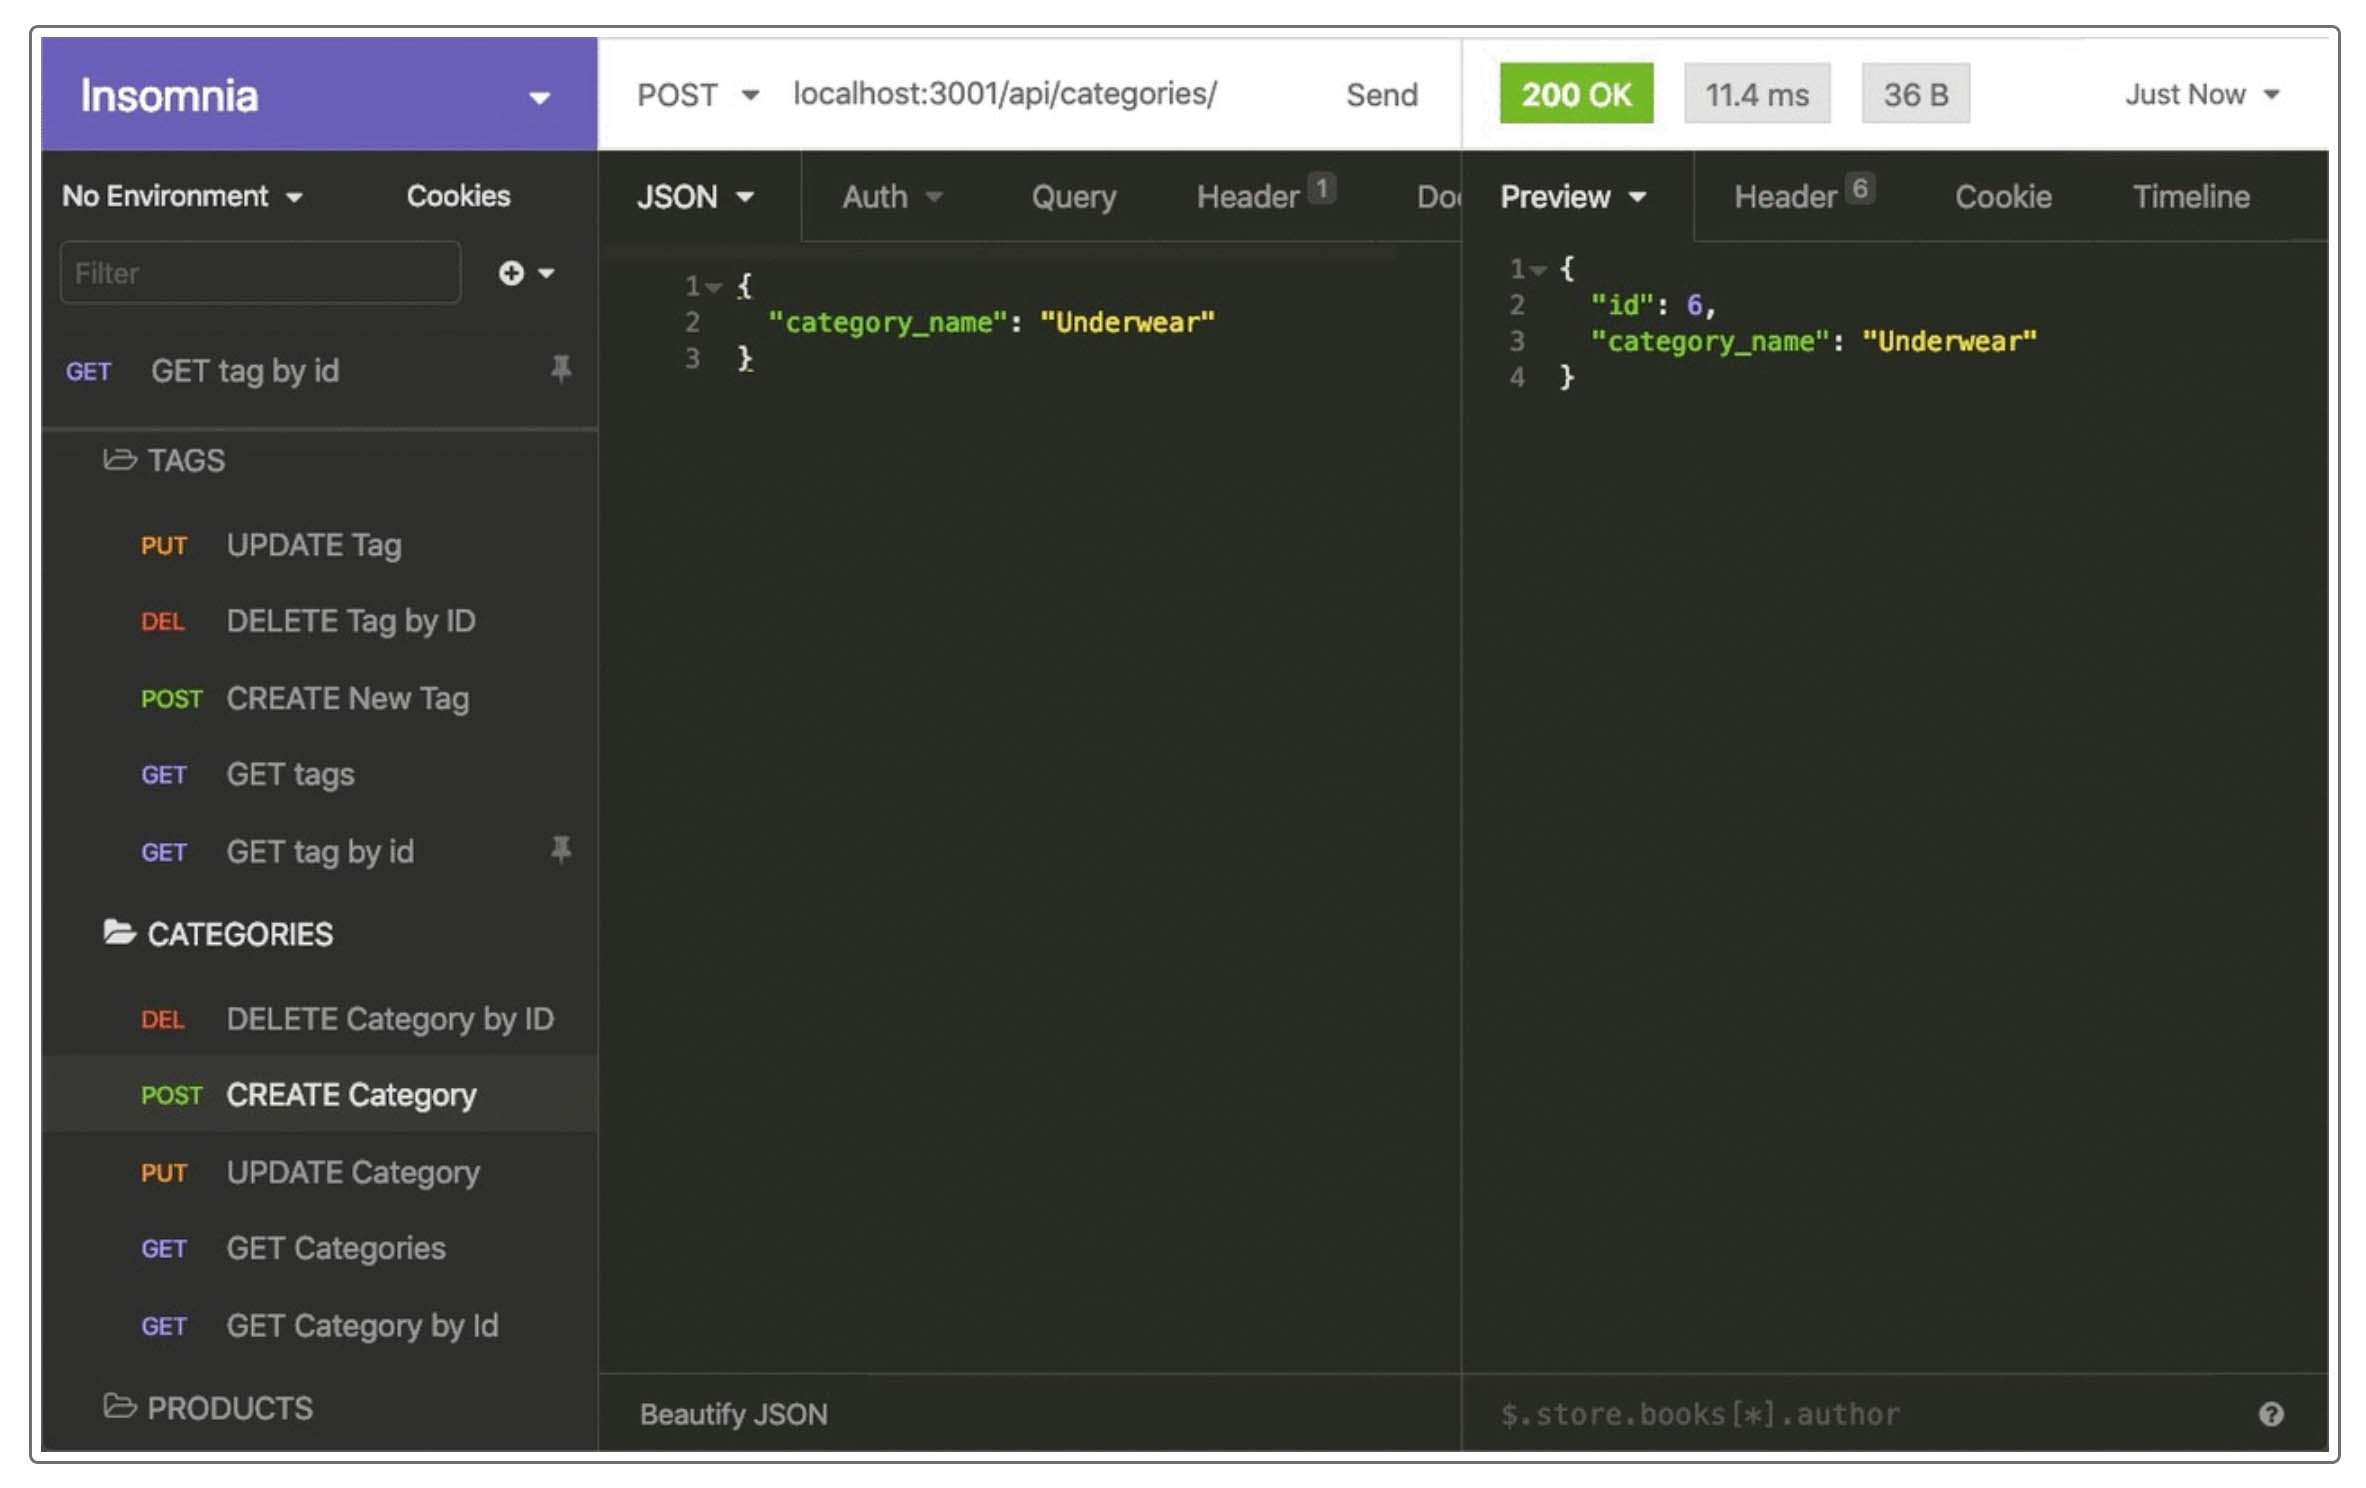 Insomnia
POST localhost:3001/api/categories/ Send
200 OK 11.4 ms 36 B Just Now
No Environment Cookies
Filter
GET GET tag by id
TAGS
PUT UPDATE Tag
DEL DELETE Tag by ID
POST CREATE New Tag
GET GET tags
GET GET tag by id
CATEGORIES
DEL DELETE Category by ID
POST CREATE Category
PUT UPDATE Category
GET GET Categories
GET GET Category by Id
PRODUCTS
JSON Auth Query Header 1
1 {
2 "category_name": "Underwear"
3 }
Beautify JSON
Preview Header 6 Cookie Timeline
1 {
2 "id": 6,
3 "category_name": "Underwear"
4 }
$.store.books[*].author